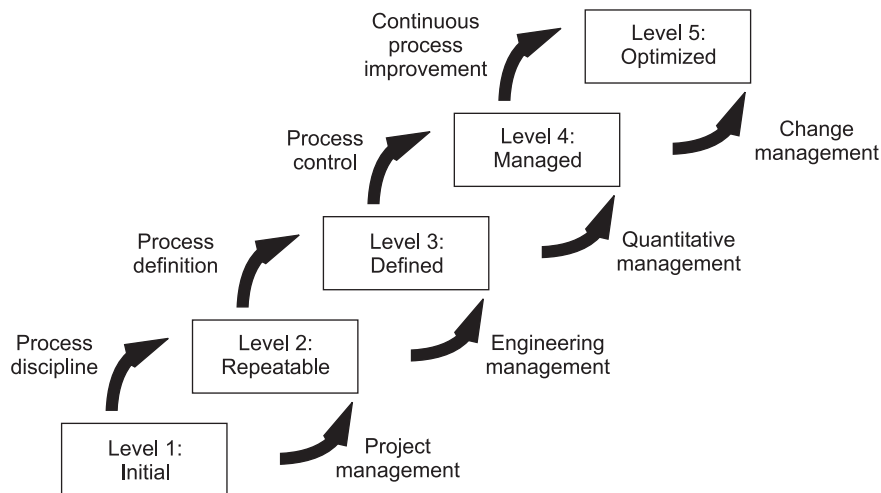 Continuous
process
improvement
Level 5:
Optimized
Process
control
Level 4:
Managed
Change
management
Process
definition
Level 3:
Defined
Quantitative
management
Process
discipline
Level 2:
Repeatable
Engineering
management
Level 1:
Initial
Project
management